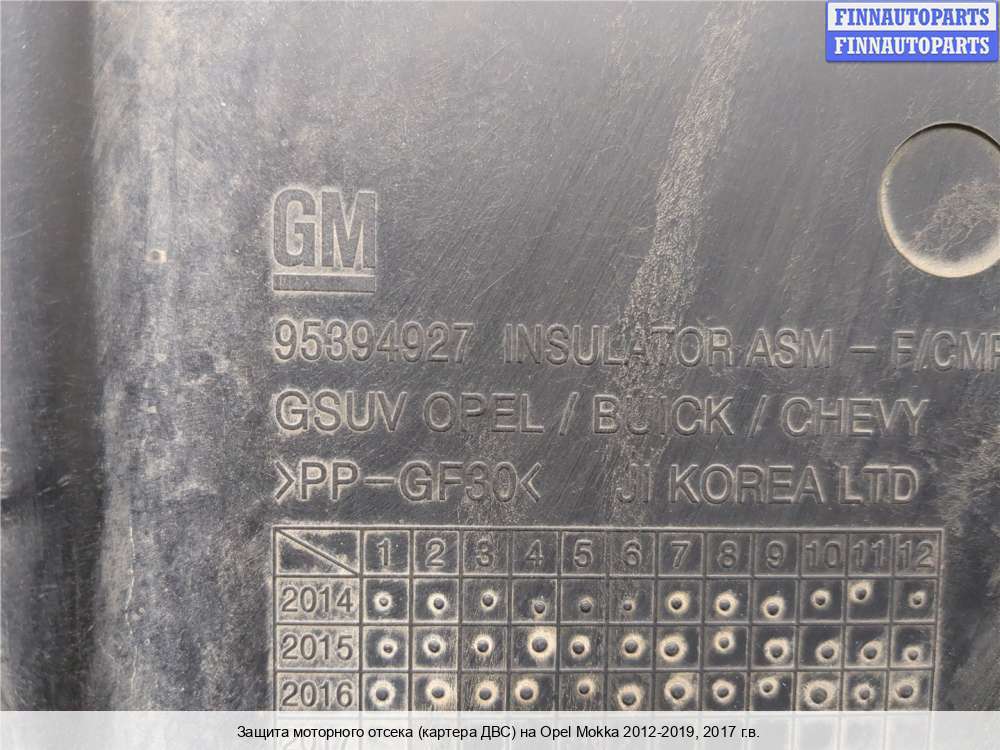 FINNAUTOPARTS
FINNAUTOPARTS
GM
95394927 INSULATOR ASM - F/CMP
GSUV OPEL / BUICK / CHEVY
>PP-GF30< JI KOREA LTD
1 2 3 4 5 6 7 8 9 10 11 12
2014
2015
2016
Защита моторного отсека (картера ДВС) на Opel Mokka 2012-2019, 2017 г.в.